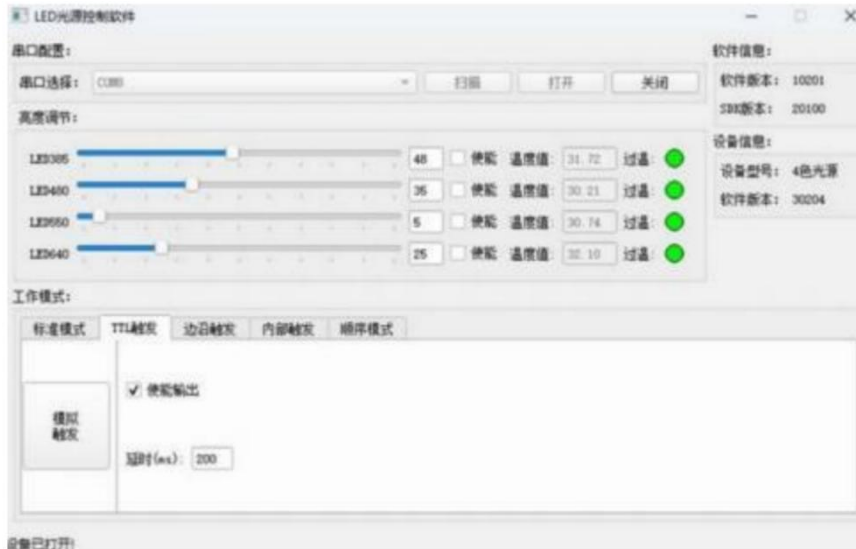 LED光源控制软件
串口配置:
串口选择: 扫描 打开 关闭
亮度调节:
LED385 48 使能 温度值: 31.72 过温:
LED480 35 使能 温度值: 30.21 过温:
LED550 5 使能 温度值: 30.74 过温:
LED640 25 使能 温度值: 32.10 过温:
软件信息:
软件版本: 10201
SDK版本: 20100
设备信息:
设备型号: 4色光源
软件版本: 30204
工作模式:
标准模式 TTL触发 边沿触发 内部触发 顺序模式
模拟
触发
使能输出
延时(ms): 200
设备已打开!